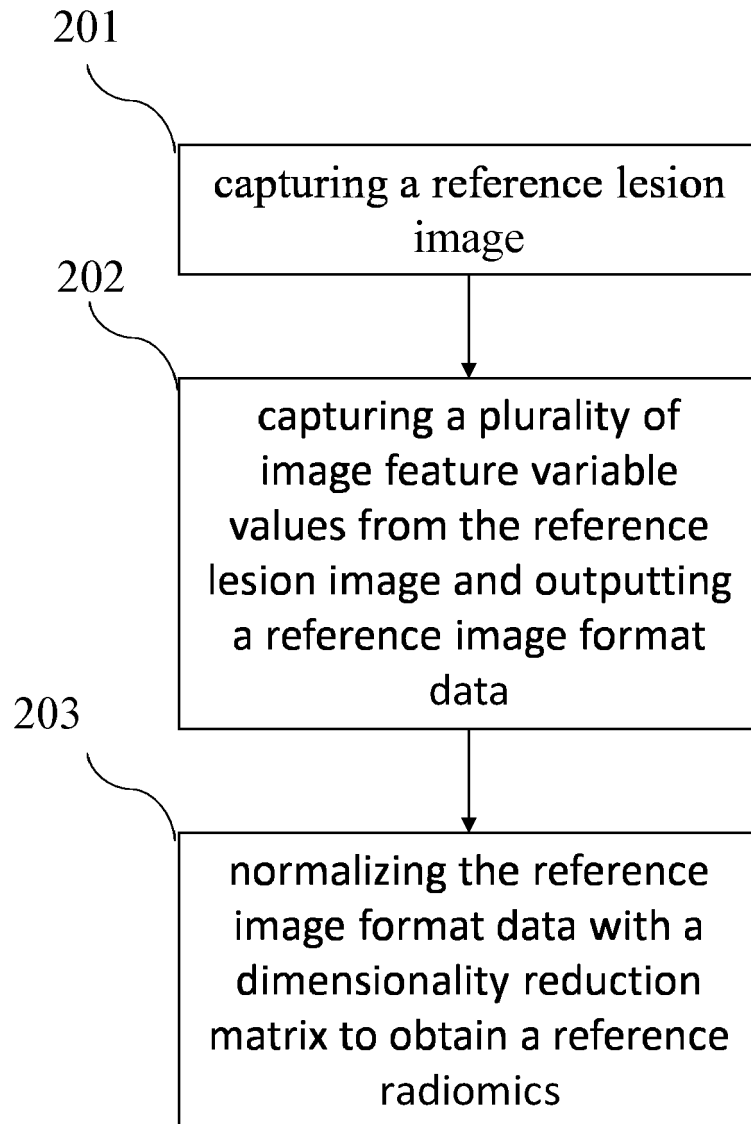 201
capturing a reference lesion
image
202
capturing a plurality of
image feature variable
values from the reference
lesion image and outputting
a reference image format
data
203
normalizing the reference
image format data with a
dimensionality reduction
matrix to obtain a reference
radiomics